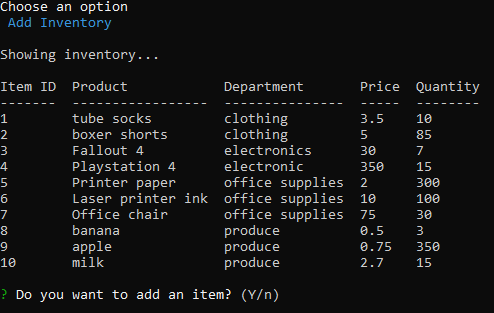 Choose an option
Add Inventory
Showing inventory...
Item ID  Product            Department       Price  Quantity
-------  -----------------  ---------------  -----  --------
1        tube socks         clothing         3.5    10
2        boxer shorts       clothing         5      85
3        Fallout 4          electronics      30     7
4        Playstation 4      electronic       350    15
5        Printer paper      office supplies  2      300
6        Laser printer ink  office supplies  10     100
7        Office chair       office supplies  75     30
8        banana             produce          0.5    3
9        apple              produce          0.75   350
10       milk               produce          2.7    15
? Do you want to add an item? (Y/n)